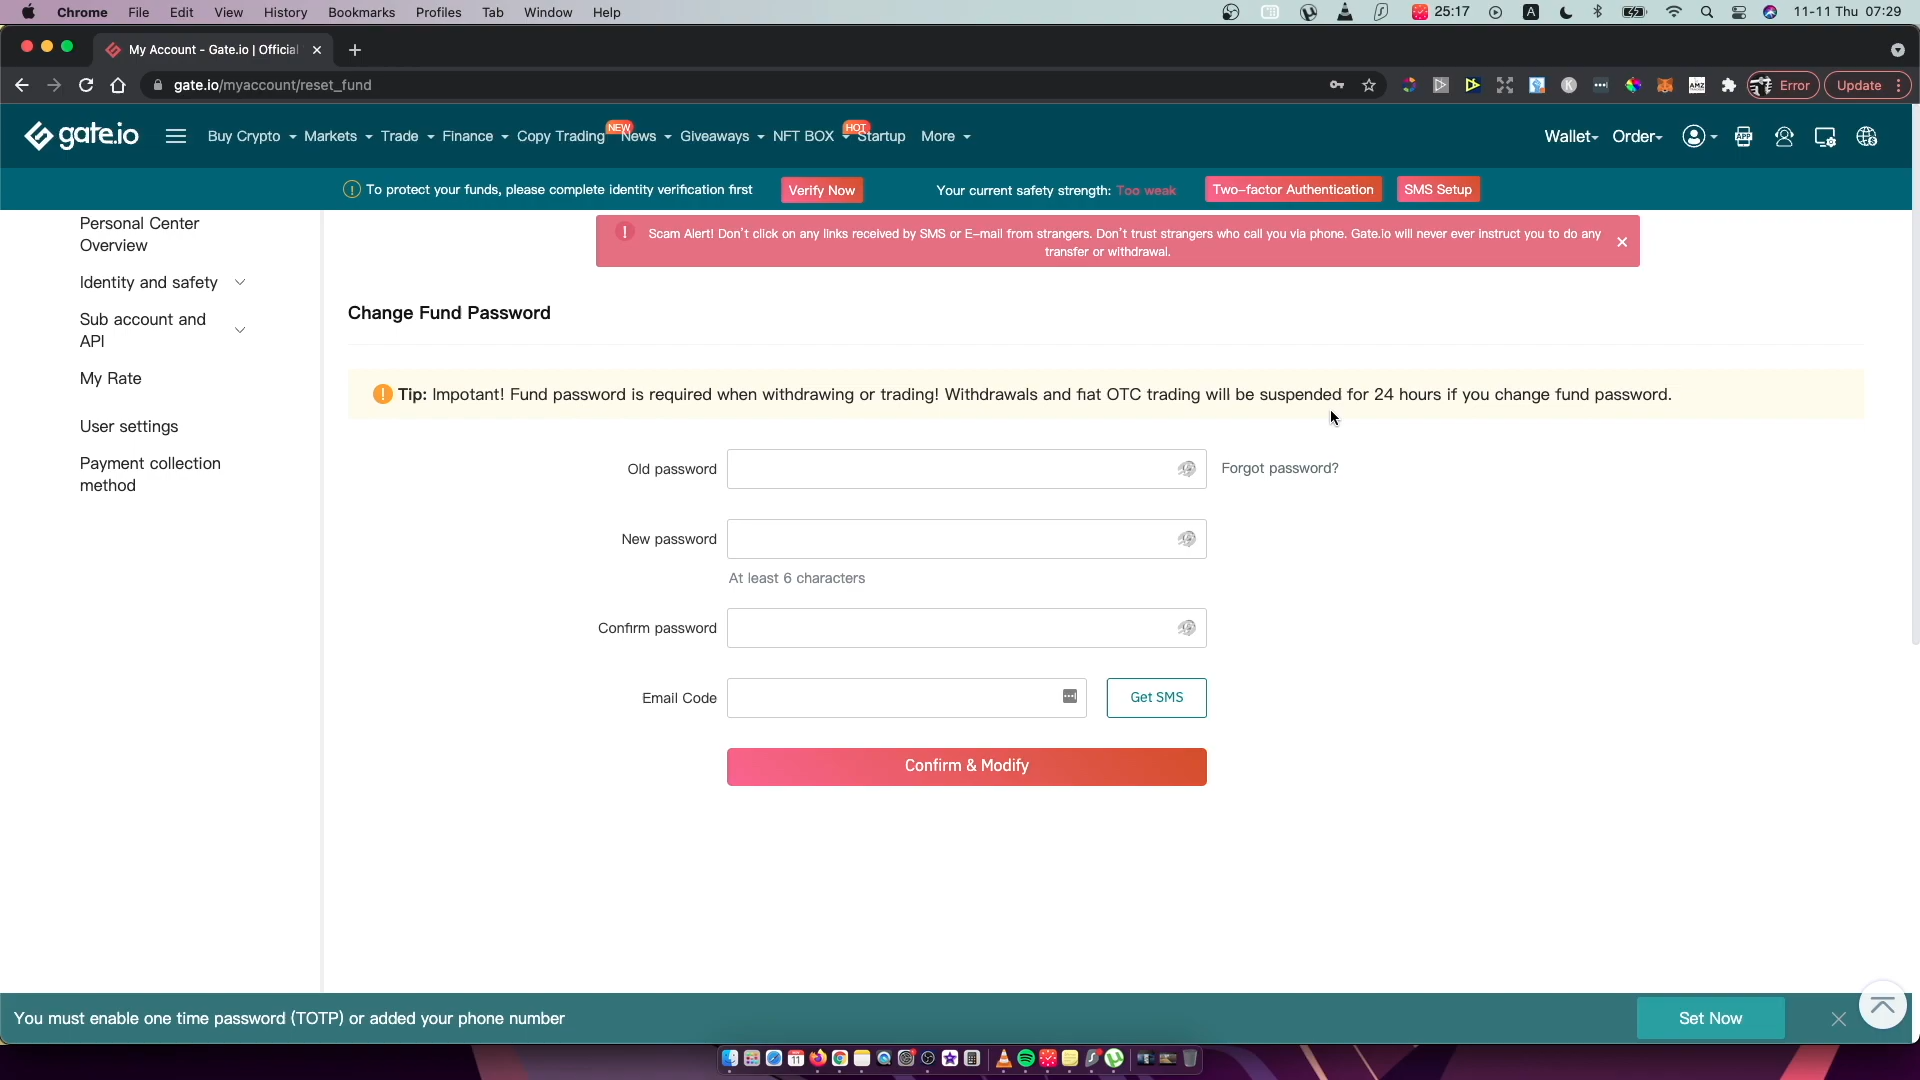 Chrome File Edit View History Bookmarks Profiles Tab Window Help 25:17 A 11-11 Thu 07:29
My Account - Gate.io | Official
gate.io/myaccount/reset_fund Error Update
gate.io Buy Crypto Markets Trade Finance Copy Trading NEW News Giveaways NFT BOX HOT Startup More Wallet Order APP
To protect your funds, please complete identity verification first Verify Now Your current safety strength: Too weak Two-factor Authentication SMS Setup
Personal Center
Overview
Identity and safety
Sub account and
API
My Rate
User settings
Payment collection
method
Scam Alert! Don't click on any links received by SMS or E-mail from strangers. Don't trust strangers who call you via phone. Gate.io will never ever instruct you to do any
transfer or withdrawal.
Change Fund Password
Tip: Impotant! Fund password is required when withdrawing or trading! Withdrawals and fiat OTC trading will be suspended for 24 hours if you change fund password.
Old password Forgot password?
New password
At least 6 characters
Confirm password
Email Code Get SMS
Confirm & Modify
You must enable one time password (TOTP) or added your phone number Set Now